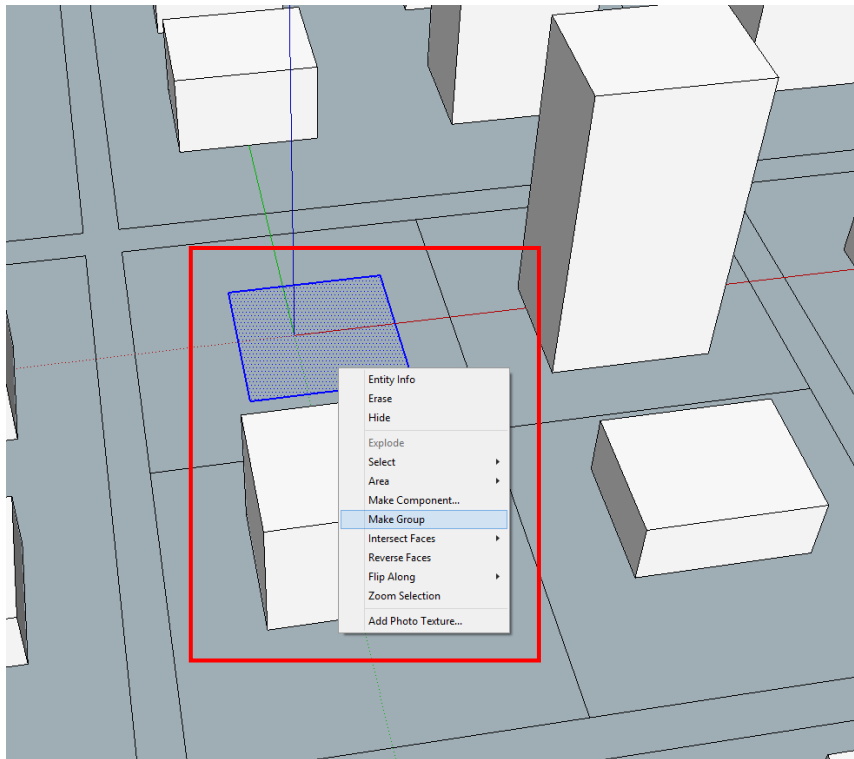 Entity Info
Erase
Hide
Explode
Select
Area
Make Component...
Make Group
Intersect Faces
Reverse Faces
Flip Along
Zoom Selection
Add Photo Texture...